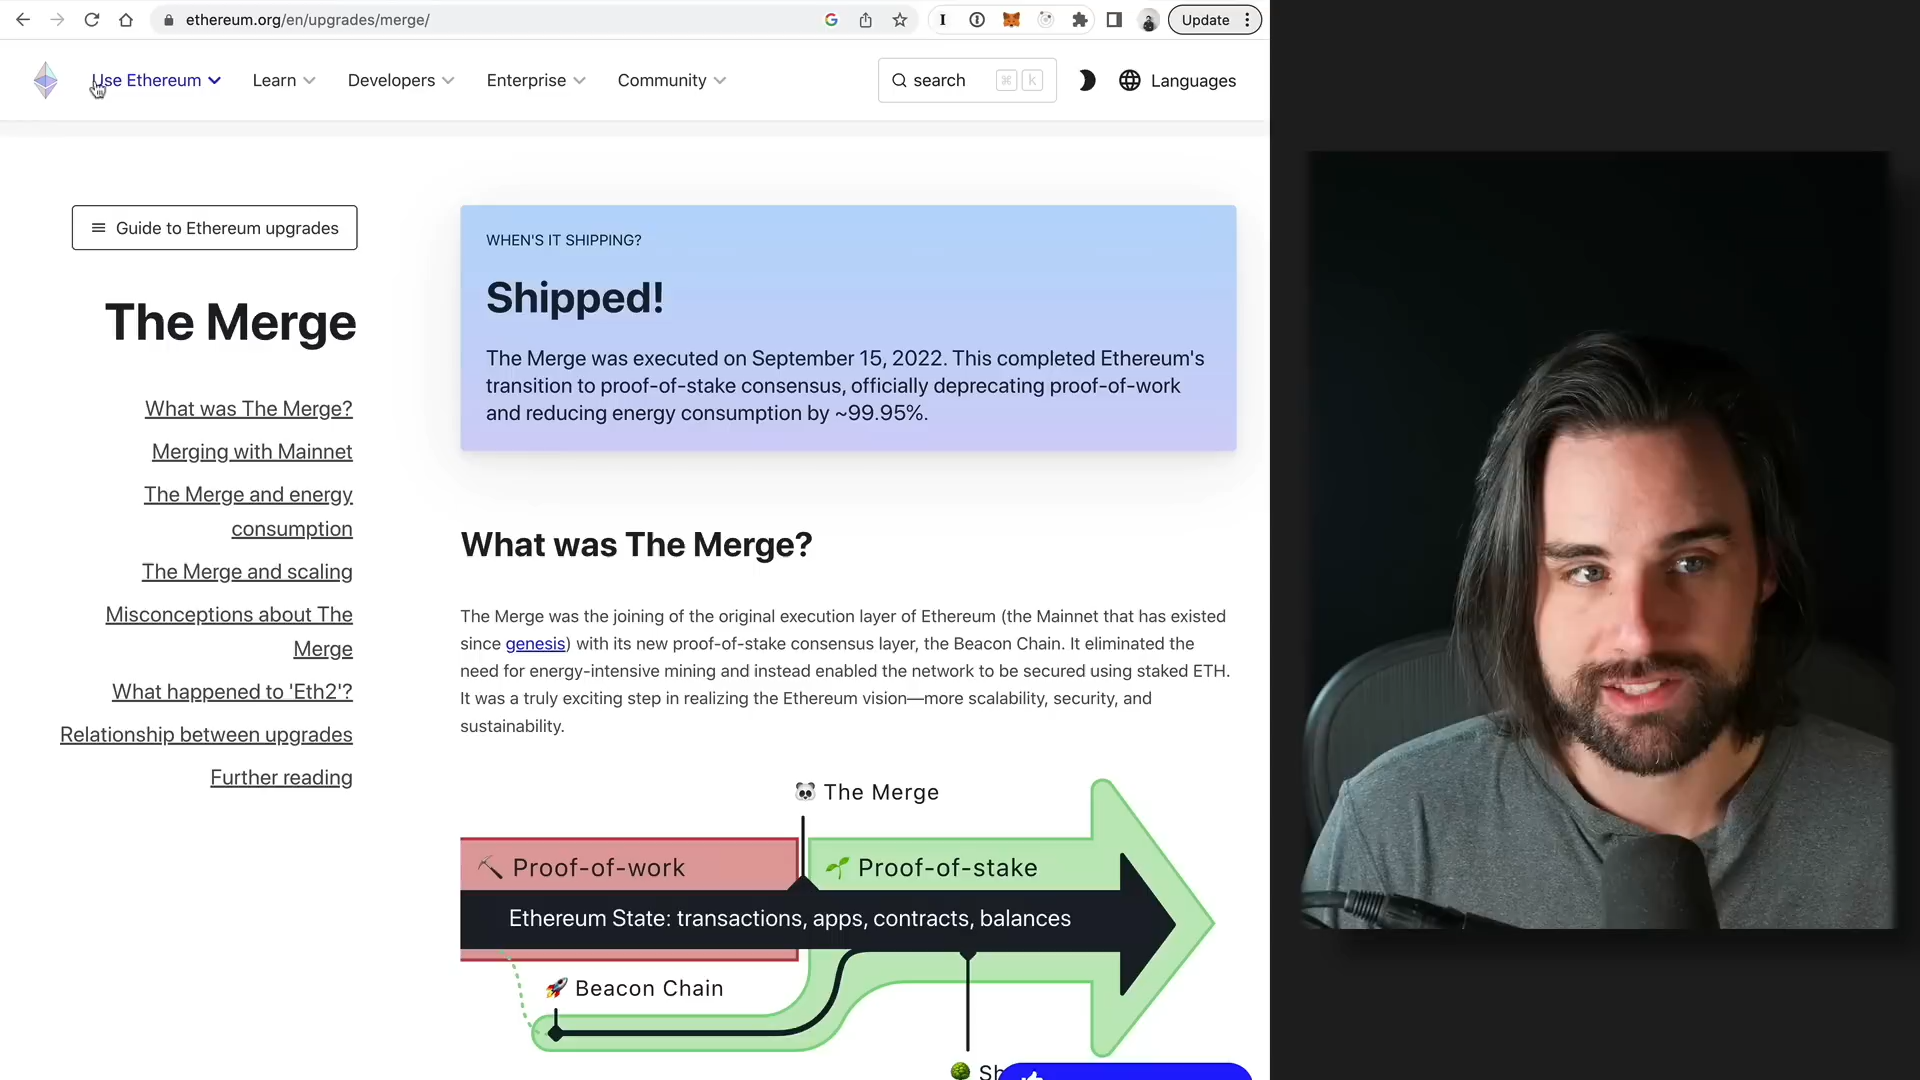 ethereum.org/en/upgrades/merge/
Update
Use Ethereum
Learn
Developers
Enterprise
Community
search
⌘ k
Languages
Guide to Ethereum upgrades
The Merge
What was The Merge?
Merging with Mainnet
The Merge and energy
consumption
The Merge and scaling
Misconceptions about The
Merge
What happened to 'Eth2'?
Relationship between upgrades
Further reading
WHEN'S IT SHIPPING?
Shipped!
The Merge was executed on September 15, 2022. This completed Ethereum's
transition to proof-of-stake consensus, officially deprecating proof-of-work
and reducing energy consumption by ~99.95%.
What was The Merge?
The Merge was the joining of the original execution layer of Ethereum (the Mainnet that has existed
since genesis) with its new proof-of-stake consensus layer, the Beacon Chain. It eliminated the
need for energy-intensive mining and instead enabled the network to be secured using staked ETH.
It was a truly exciting step in realizing the Ethereum vision—more scalability, security, and
sustainability.
The Merge
Proof-of-work
Proof-of-stake
Ethereum State: transactions, apps, contracts, balances
Beacon Chain